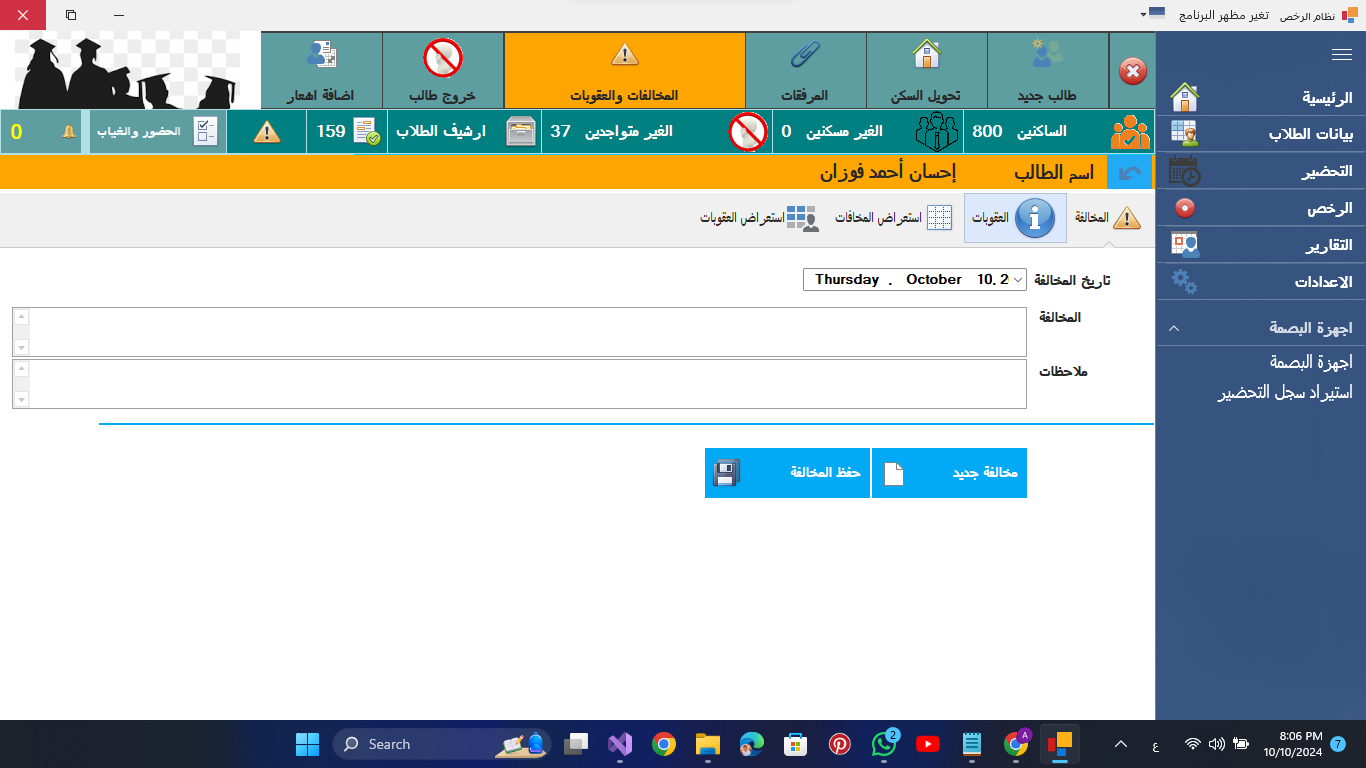 نظام الرخص
تغير مظهر البرنامج
الرئيسية
بيانات الطلاب
التحضير
الرخص
التقارير
الاعدادات
اجهزة البصمة
اجهزة البصمة
استيراد سجل التحضير
طالب جديد
تحويل السكن
المرفقات
المخالفات والعقوبات
خروج طالب
اضافة اشعار
الساكنين 800
الغير مسكنين 0
الغير متواجدين 37
ارشيف الطلاب 159
الحضور والغياب
0
اسم الطالب إحسان أحمد فوزان
المخالفة
العقوبات
استعراض المخافات
استعراض العقوبات
تاريخ المخالفة Thursday , October 10, 2
المخالفة
ملاحظات
مخالفة جديد
حفظ المخالفة
Search
2
A
ع
8:06 PM
10/10/2024
7